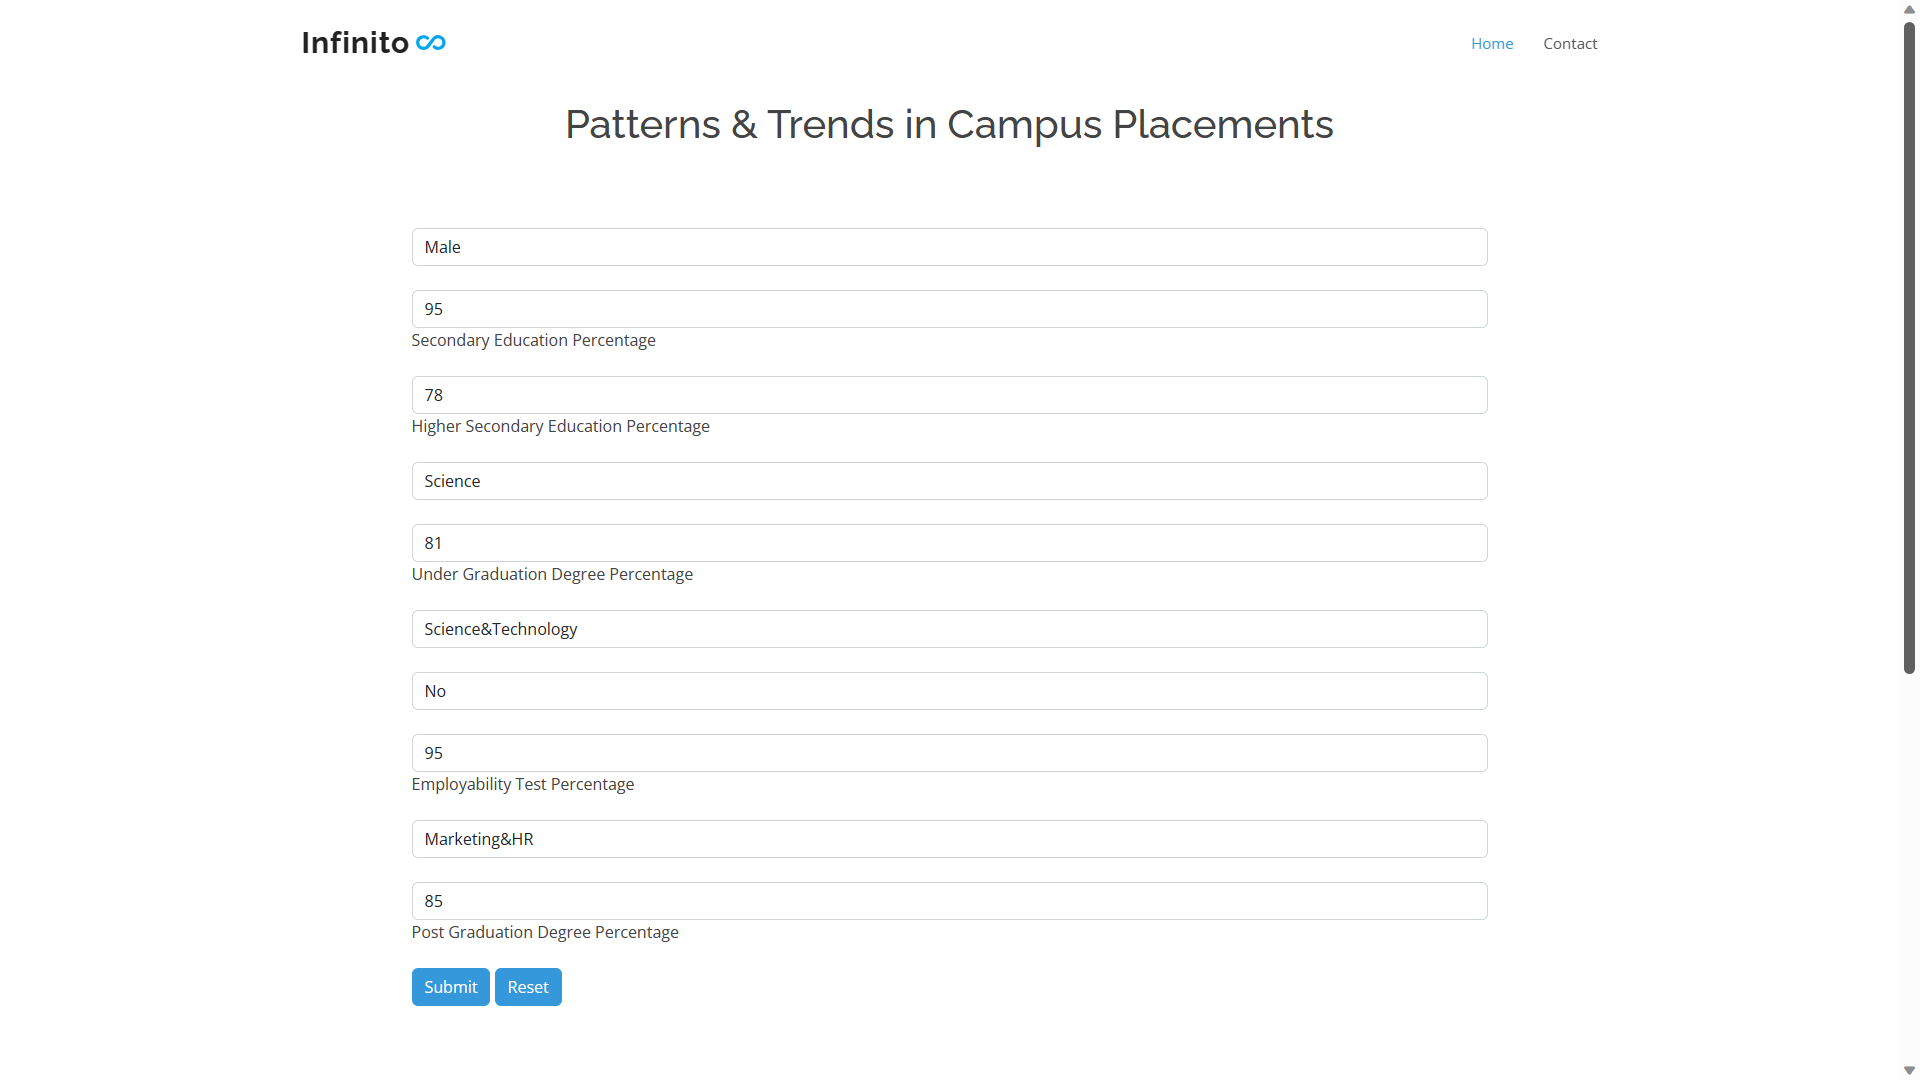 Infinito
Home
Contact
Patterns & Trends in Campus Placements
Male
95
Secondary Education Percentage
78
Higher Secondary Education Percentage
Science
81
Under Graduation Degree Percentage
Science&Technology
No
95
Employability Test Percentage
Marketing&HR
85
Post Graduation Degree Percentage
Submit
Reset